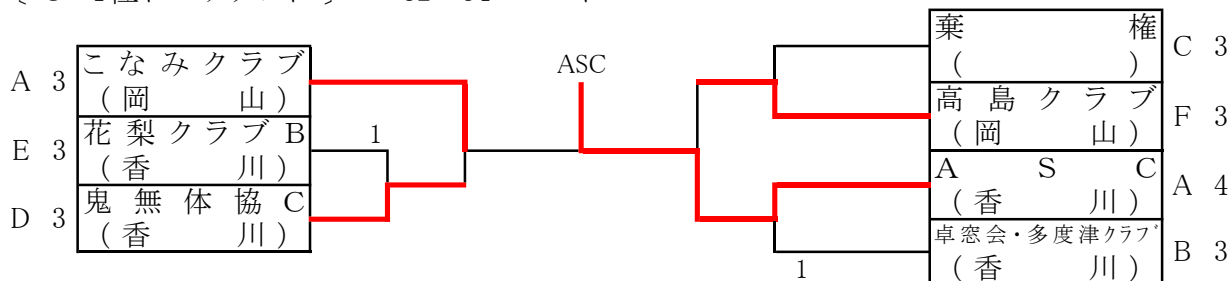 A 3 こなみクラブ
(岡 山)
E 3 花梨クラブB
(香 川)
D 3 鬼無体協C
(香 川)
1
ASC
1
棄 権 C 3
( )
高島クラブ F 3
(岡 山)
A S C A 4
(香 川)
卓窓会・多度津クラブ B 3
(香 川)